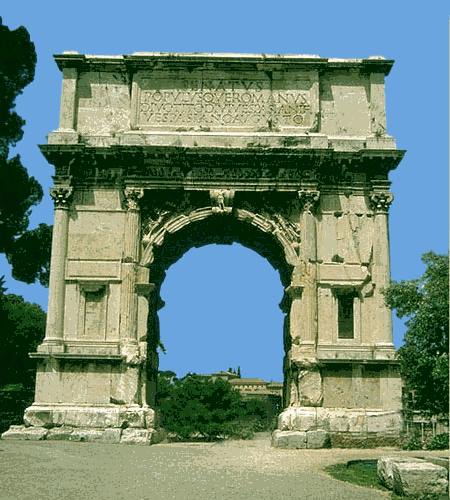 SENATVS
POPVLVSQVE ROMANVS
VESPASIANO AVGVSTO